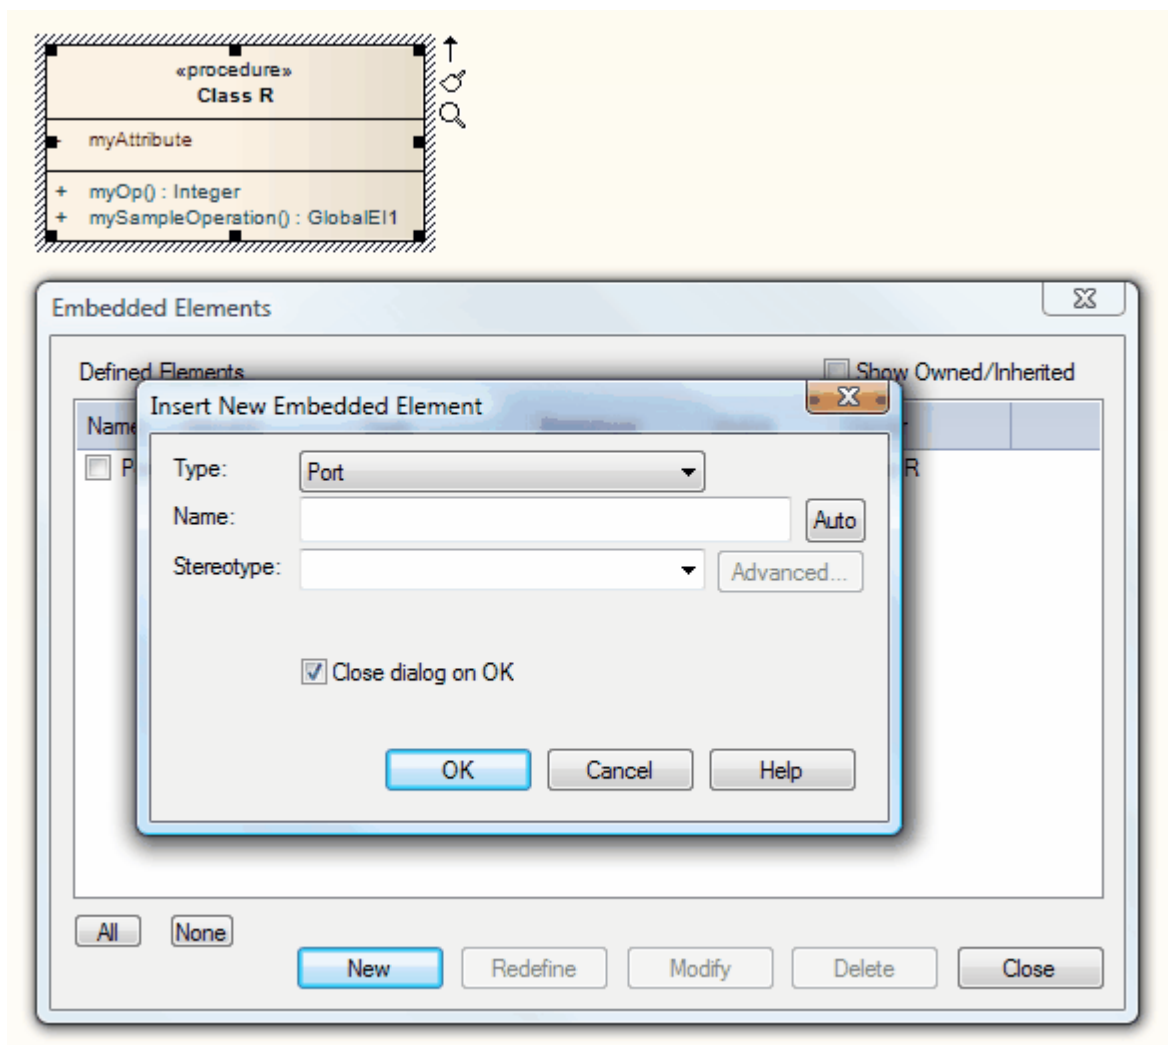 «procedure»
Class R
- myAttribute
+ myOp() : Integer
+ mySampleOperation() : GlobalEl1
Embedded Elements
Defined Elements
Show Owned/Inherited
Insert New Embedded Element
Name
Type: Port
R
Name: Auto
Stereotype: Advanced...
Close dialog on OK
OK Cancel Help
All None
New Redefine Modify Delete Close